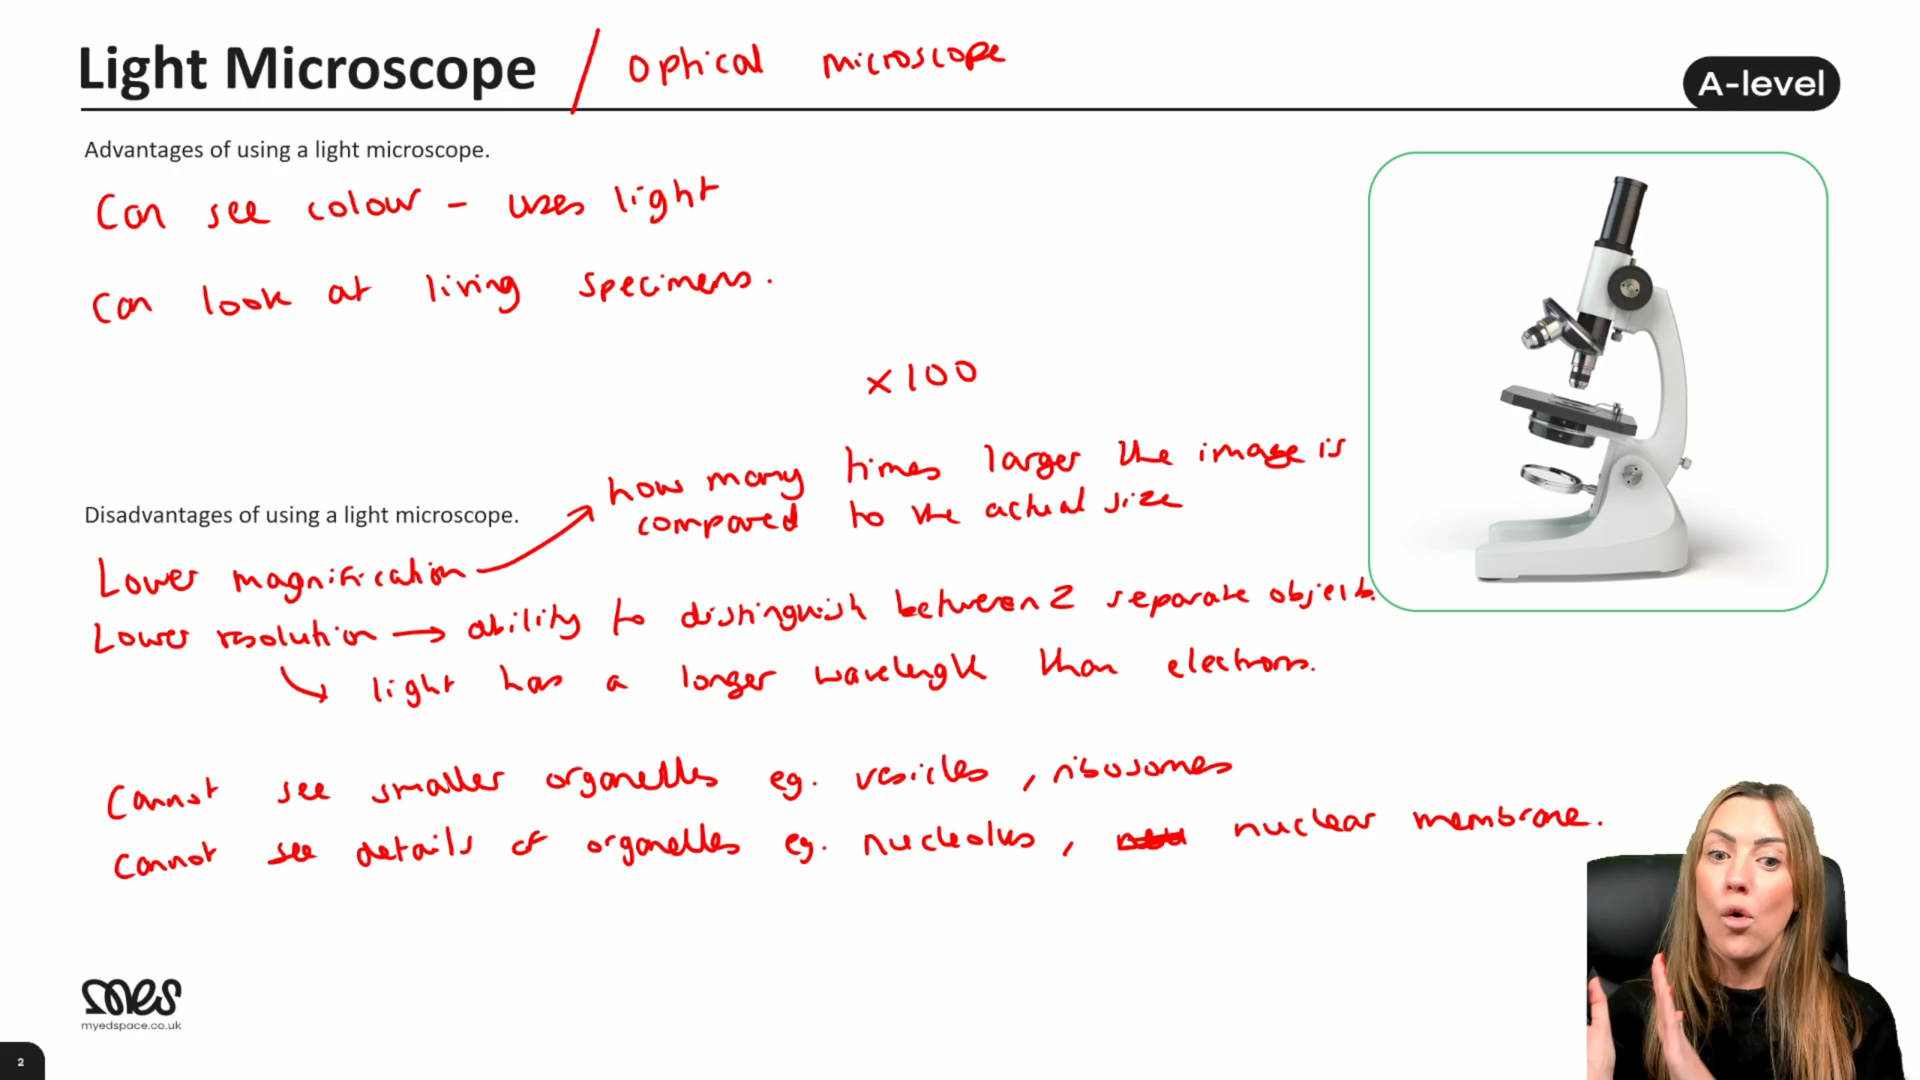 Light Microscope / optical microscope
A-level
Advantages of using a light microscope.
Can see colour - uses light
Can look at living specimens.
x100
how many times larger the image is
compared to the actual size
Disadvantages of using a light microscope.
Lower magnification
Lower resolution → ability to distinguish between 2 separate objects.
light has a longer wavelength than electrons.
Cannot see smaller organelles eg. vesicles, ribosomes
Cannot see details of organelles eg. nucleolus, nuclear membrane.
mes
myedspace.co.uk
2